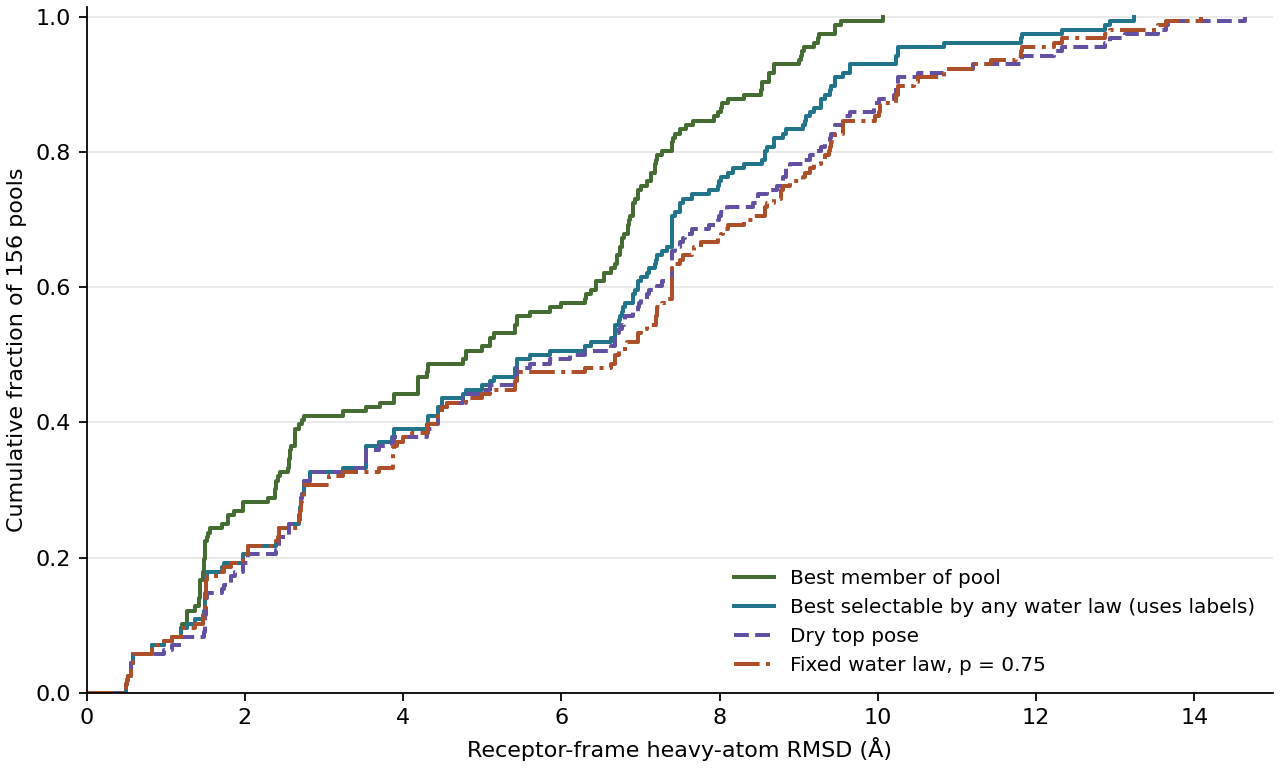 Cumulative fraction of 156 pools
1.0
0.8
0.6
0.4
0.2
0.0
Best member of pool
Best selectable by any water law (uses labels)
Dry top pose
Fixed water law, p = 0.75
0 2 4 6 8 10 12 14
Receptor-frame heavy-atom RMSD (Å)